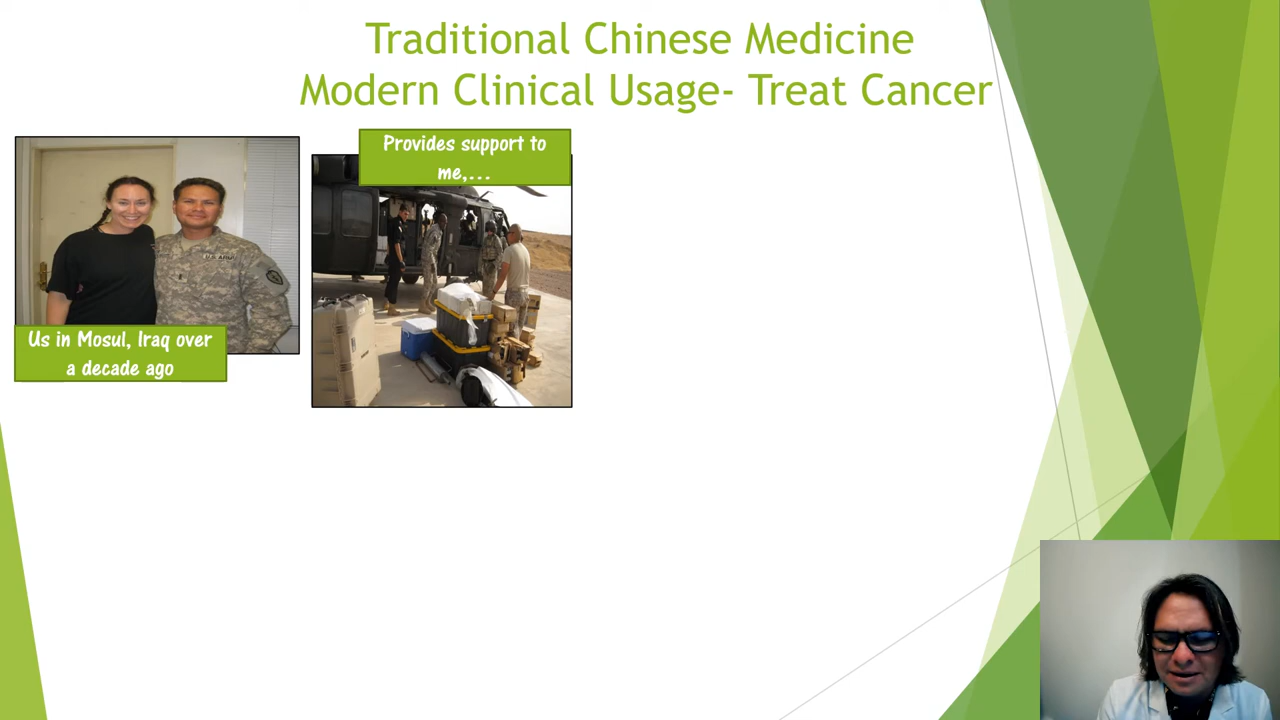 Traditional Chinese Medicine
Modern Clinical Usage- Treat Cancer
Provides support to
me,...
U.S. ARMY
Us in Mosul, Iraq over
a decade ago